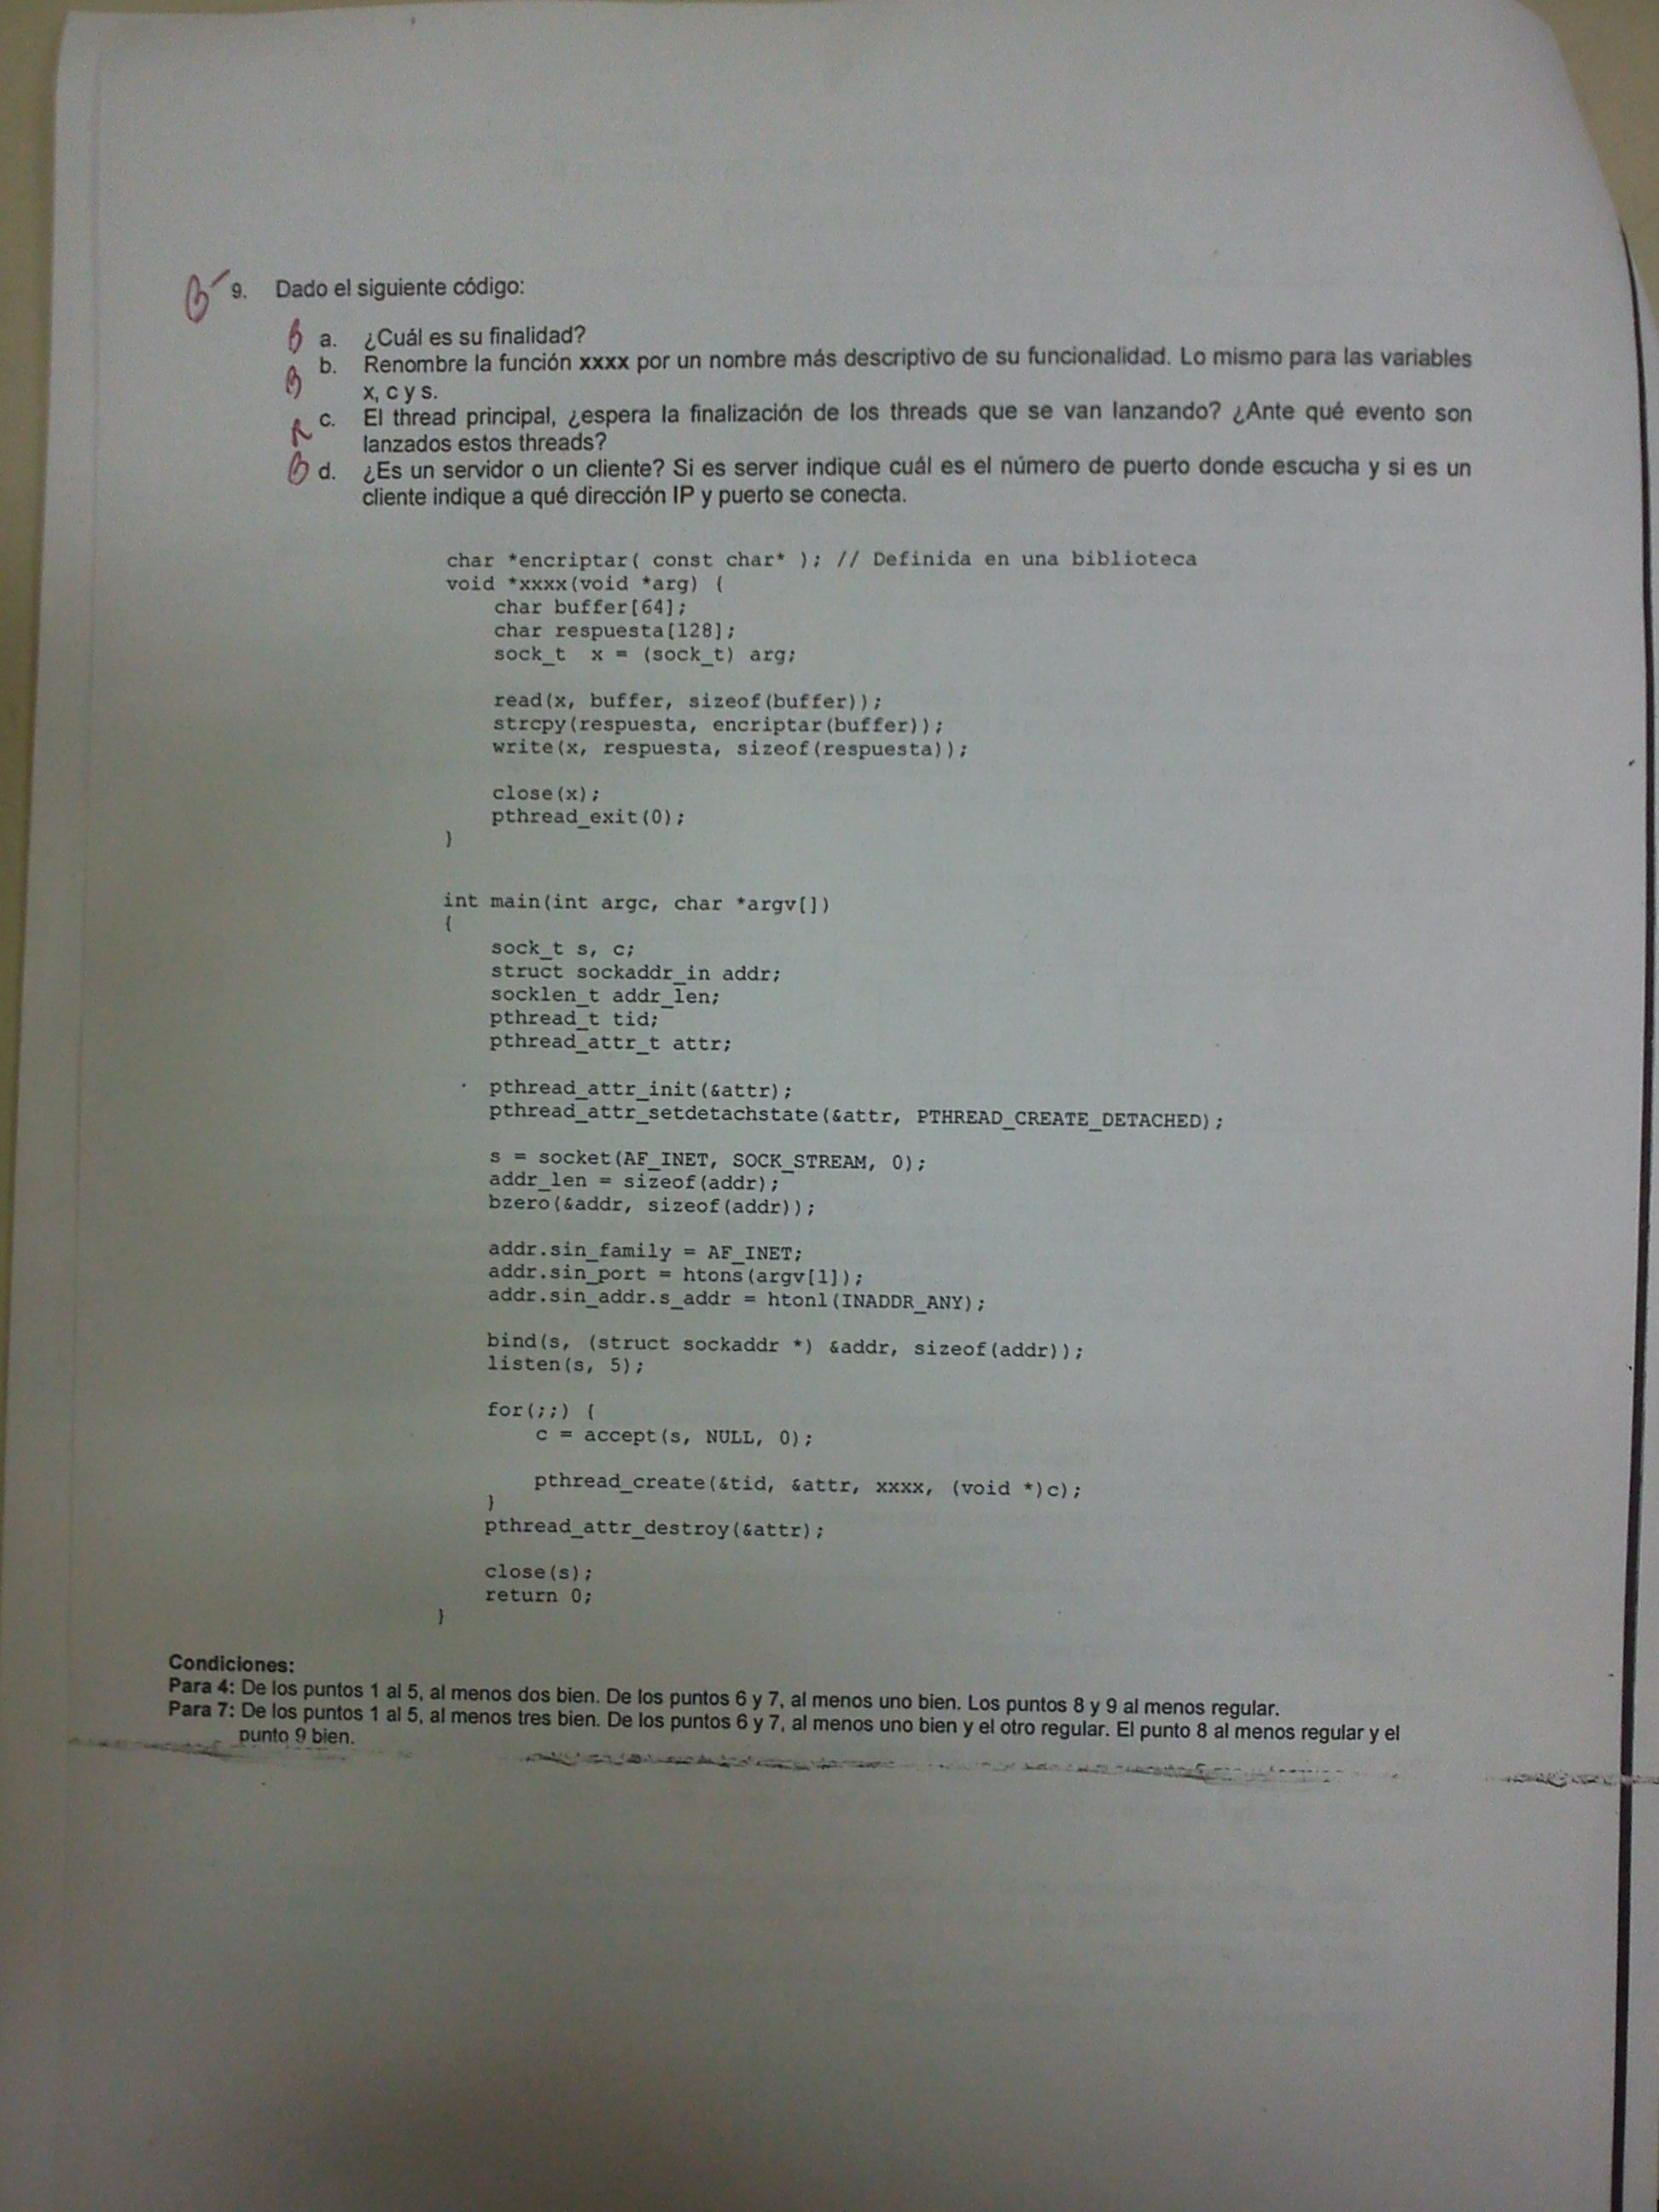 9. Dado el siguiente código:
a. ¿Cuál es su finalidad?
b. Renombre la función xxxx por un nombre más descriptivo de su funcionalidad. Lo mismo para las variables
x, c y s.
c. El thread principal, ¿espera la finalización de los threads que se van lanzando? ¿Ante qué evento son
lanzados estos threads?
d. ¿Es un servidor o un cliente? Si es server indique cuál es el número de puerto donde escucha y si es un
cliente indique a qué dirección IP y puerto se conecta.
char *encriptar( const char* ); // Definida en una biblioteca
void *xxxx(void *arg) {
char buffer[64];
char respuesta[128];
sock_t  x = (sock_t) arg;
read(x, buffer, sizeof(buffer));
strcpy(respuesta, encriptar(buffer));
write(x, respuesta, sizeof(respuesta));
close(x);
pthread_exit(0);
}
int main(int argc, char *argv[])
{
sock_t s, c;
struct sockaddr_in addr;
socklen_t addr_len;
pthread_t tid;
pthread_attr_t attr;
pthread_attr_init(&attr);
pthread_attr_setdetachstate(&attr, PTHREAD_CREATE_DETACHED);
s = socket(AF_INET, SOCK_STREAM, 0);
addr_len = sizeof(addr);
bzero(&addr, sizeof(addr));
addr.sin_family = AF_INET;
addr.sin_port = htons(argv[1]);
addr.sin_addr.s_addr = htonl(INADDR_ANY);
bind(s, (struct sockaddr *) &addr, sizeof(addr));
listen(s, 5);
for(;;) {
c = accept(s, NULL, 0);
pthread_create(&tid, &attr, xxxx, (void *)c);
}
pthread_attr_destroy(&attr);
close(s);
return 0;
}
Condiciones:
Para 4: De los puntos 1 al 5, al menos dos bien. De los puntos 6 y 7, al menos uno bien. Los puntos 8 y 9 al menos regular.
Para 7: De los puntos 1 al 5, al menos tres bien. De los puntos 6 y 7, al menos uno bien y el otro regular. El punto 8 al menos regular y el
punto 9 bien.